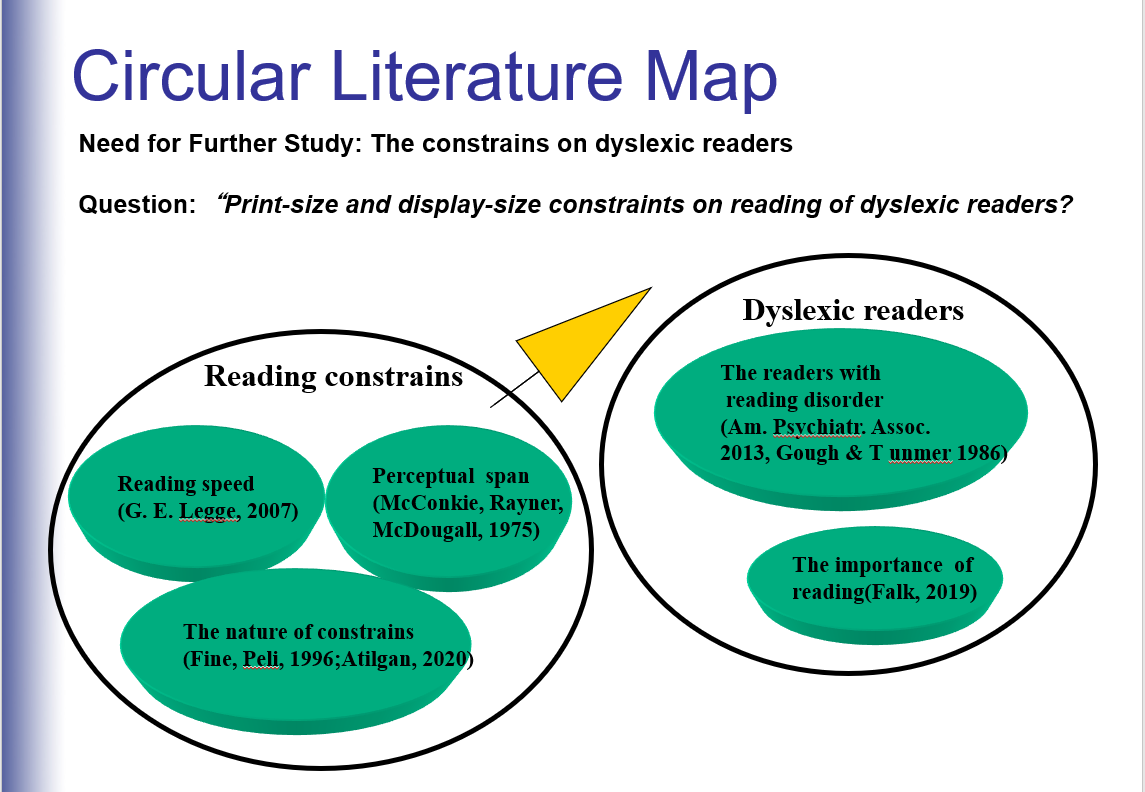 Circular Literature Map
Need for Further Study: The constrains on dyslexic readers
Question: “Print-size and display-size constraints on reading of dyslexic readers?
Reading constrains
Reading speed
(G. E. Legge, 2007)
Perceptual span
(McConkie, Rayner,
McDougall, 1975)
The nature of constrains
(Fine, Peli, 1996;Atilgan, 2020)
Dyslexic readers
The readers with
reading disorder
(Am. Psychiatr. Assoc.
2013, Gough & T unmer 1986)
The importance of
reading(Falk, 2019)